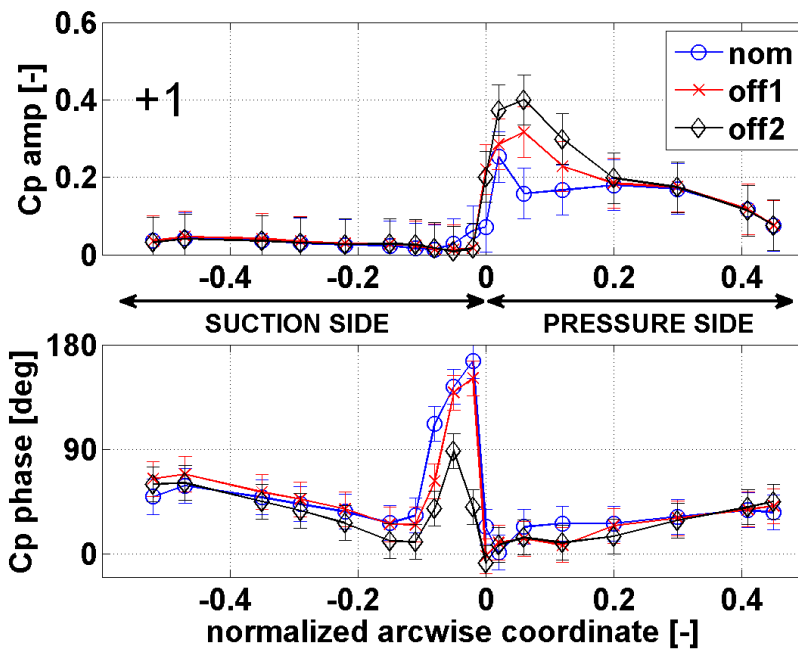 0.6
0.4
0.2
0
Cp amp [-]
+1
nom
off1
off2
-0.4 -0.2 0 0.2 0.4
SUCTION SIDE PRESSURE SIDE
180
90
0
Cp phase [deg]
-0.4 -0.2 0 0.2 0.4
normalized arcwise coordinate [-]